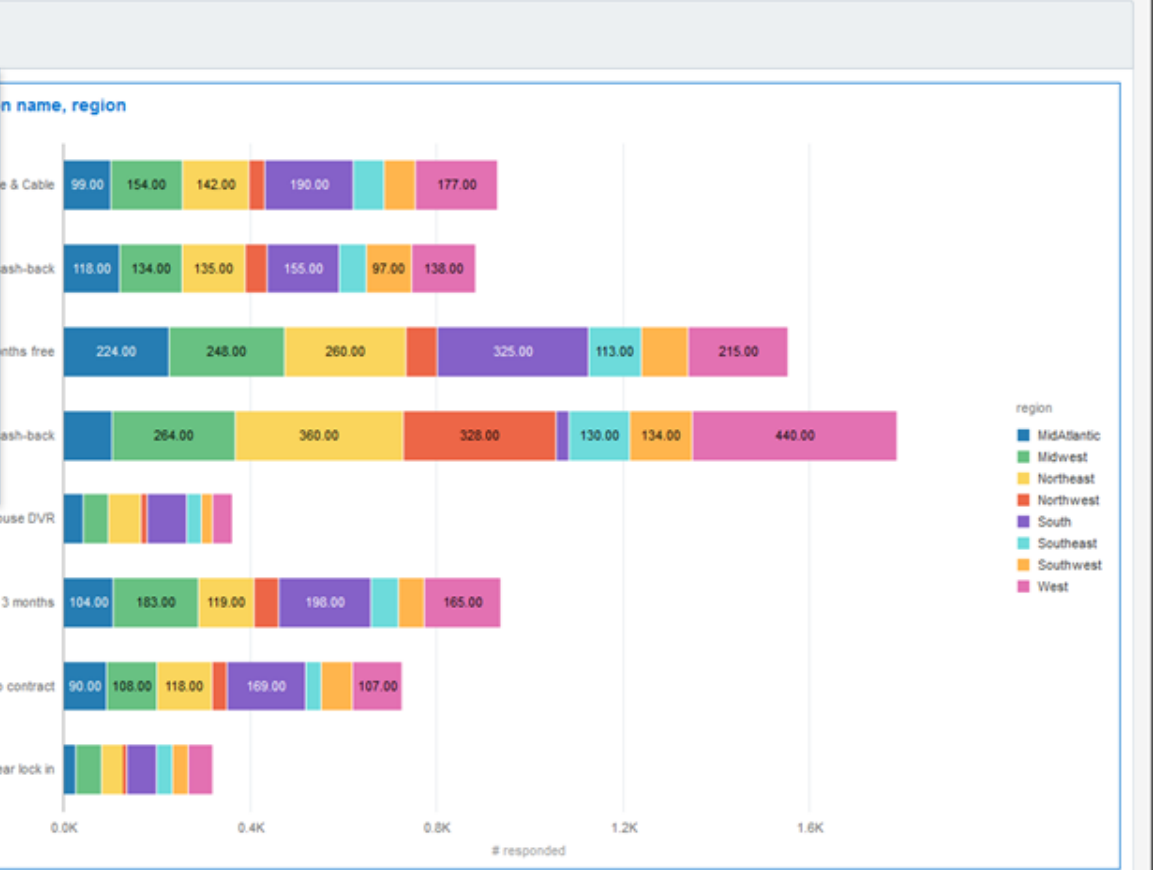 n name, region
e & Cable 99.00 154.00 142.00 190.00 177.00
ash-back 118.00 134.00 135.00 155.00 97.00 138.00
nths free 224.00 248.00 260.00 325.00 113.00 215.00
ash-back 264.00 360.00 328.00 130.00 134.00 440.00
ouse DVR
3 months 104.00 183.00 119.00 198.00 165.00
o contract 90.00 108.00 118.00 169.00 107.00
ear lock in
0.0K 0.4K 0.8K 1.2K 1.6K
# responded
region
MidAtlantic
Midwest
Northeast
Northwest
South
Southeast
Southwest
West